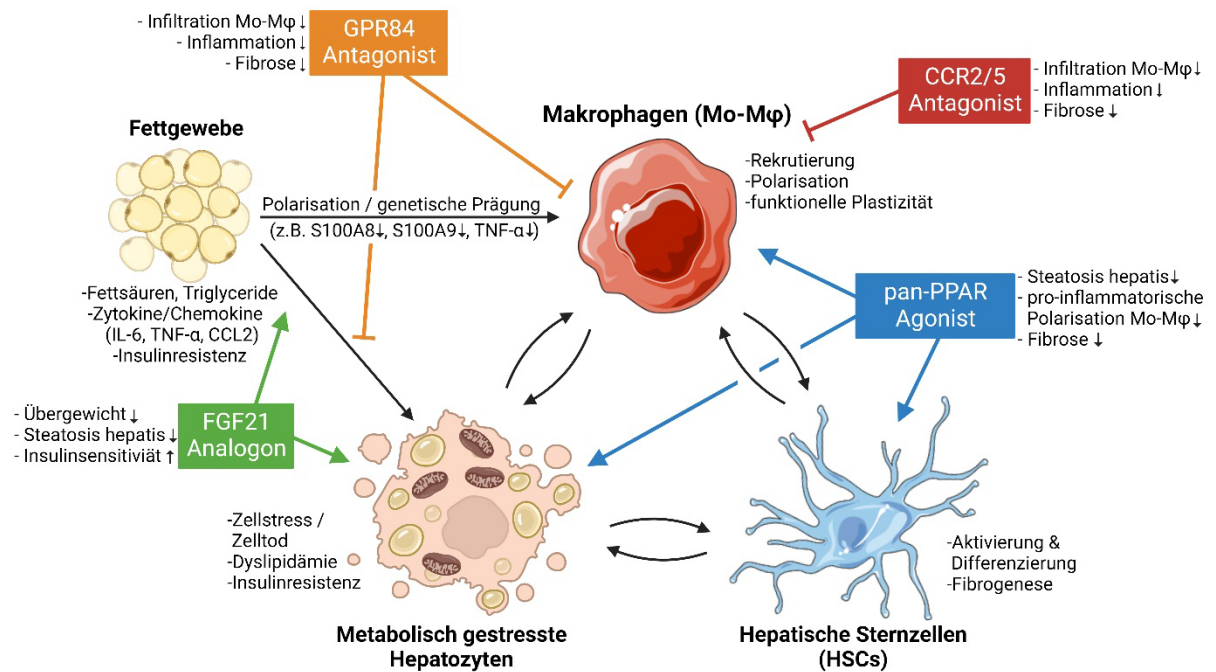 - Infiltration Mo-Mφ↓
- Inflammation↓
- Fibrose↓
GPR84
Antagonist
CCR2/5
Antagonist
- Infiltration Mo-Mφ↓
- Inflammation↓
- Fibrose↓
Fettgewebe
Makrophagen (Mo-Mφ)
-Rekrutierung
-Polarisation
-funktionelle Plastizität
Polarisation / genetische Prägung
(z.B. S100A8↓, S100A9↓, TNF-α↓)
-Fettsäuren, Triglyceride
-Zytokine/Chemokine
(IL-6, TNF-α, CCL2)
-Insulinresistenz
pan-PPAR
Agonist
- Steatosis hepatis↓
- pro-inflammatorische
Polarisation Mo-Mφ↓
- Fibrose ↓
- Übergewicht↓
- Steatosis hepatis↓
- Insulinsensitiviät ↑
FGF21
Analogon
-Zellstress /
Zelltod
-Dyslipidämie
-Insulinresistenz
-Aktivierung &
Differenzierung
-Fibrogenese
Metabolisch gestresste
Hepatozyten
Hepatische Sternzellen
(HSCs)